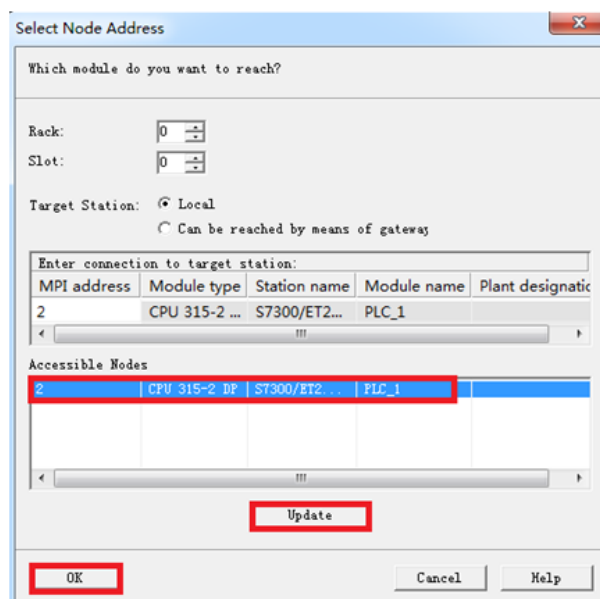 Select Node Address
Which module do you want to reach?
Rack: 0
Slot: 0
Target Station: Local
Can be reached by means of gateway
Enter connection to target station:
MPI address Module type Station name Module name Plant designatic
2 CPU 315-2 ... S7300/ET2... PLC_1
Accessible Nodes
2 CPU 315-2 DP S7300/ET2... PLC_1
Update
OK Cancel Help